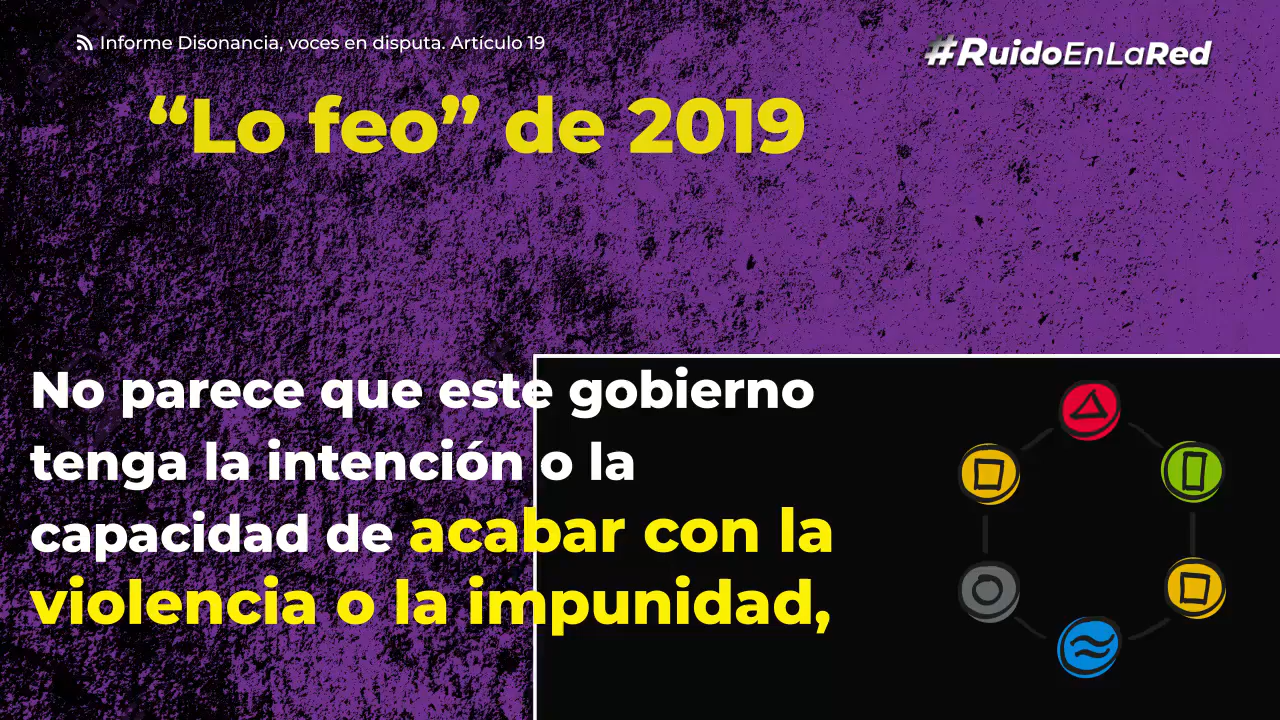 Informe Disonancia, voces en disputa. Artículo 19
#RuidoEnLaRed
“Lo feo” de 2019
No parece que este gobierno
tenga la intención o la
capacidad de acabar con la
violencia o la impunidad,